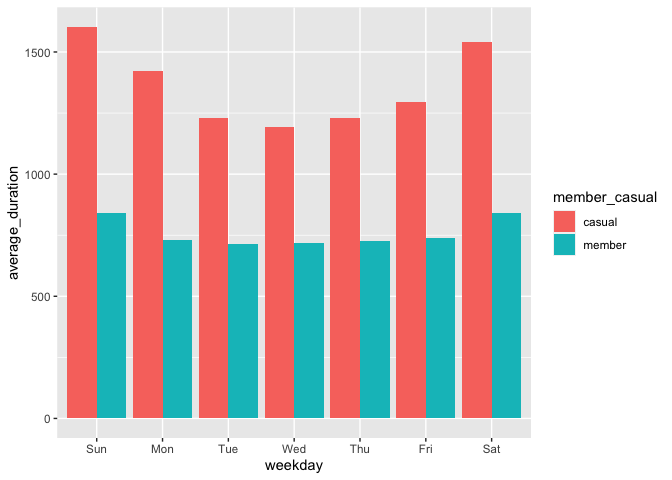 1500
1000
500
0
average_duration
Sun Mon Tue Wed Thu Fri Sat
weekday
member_casual
casual
member